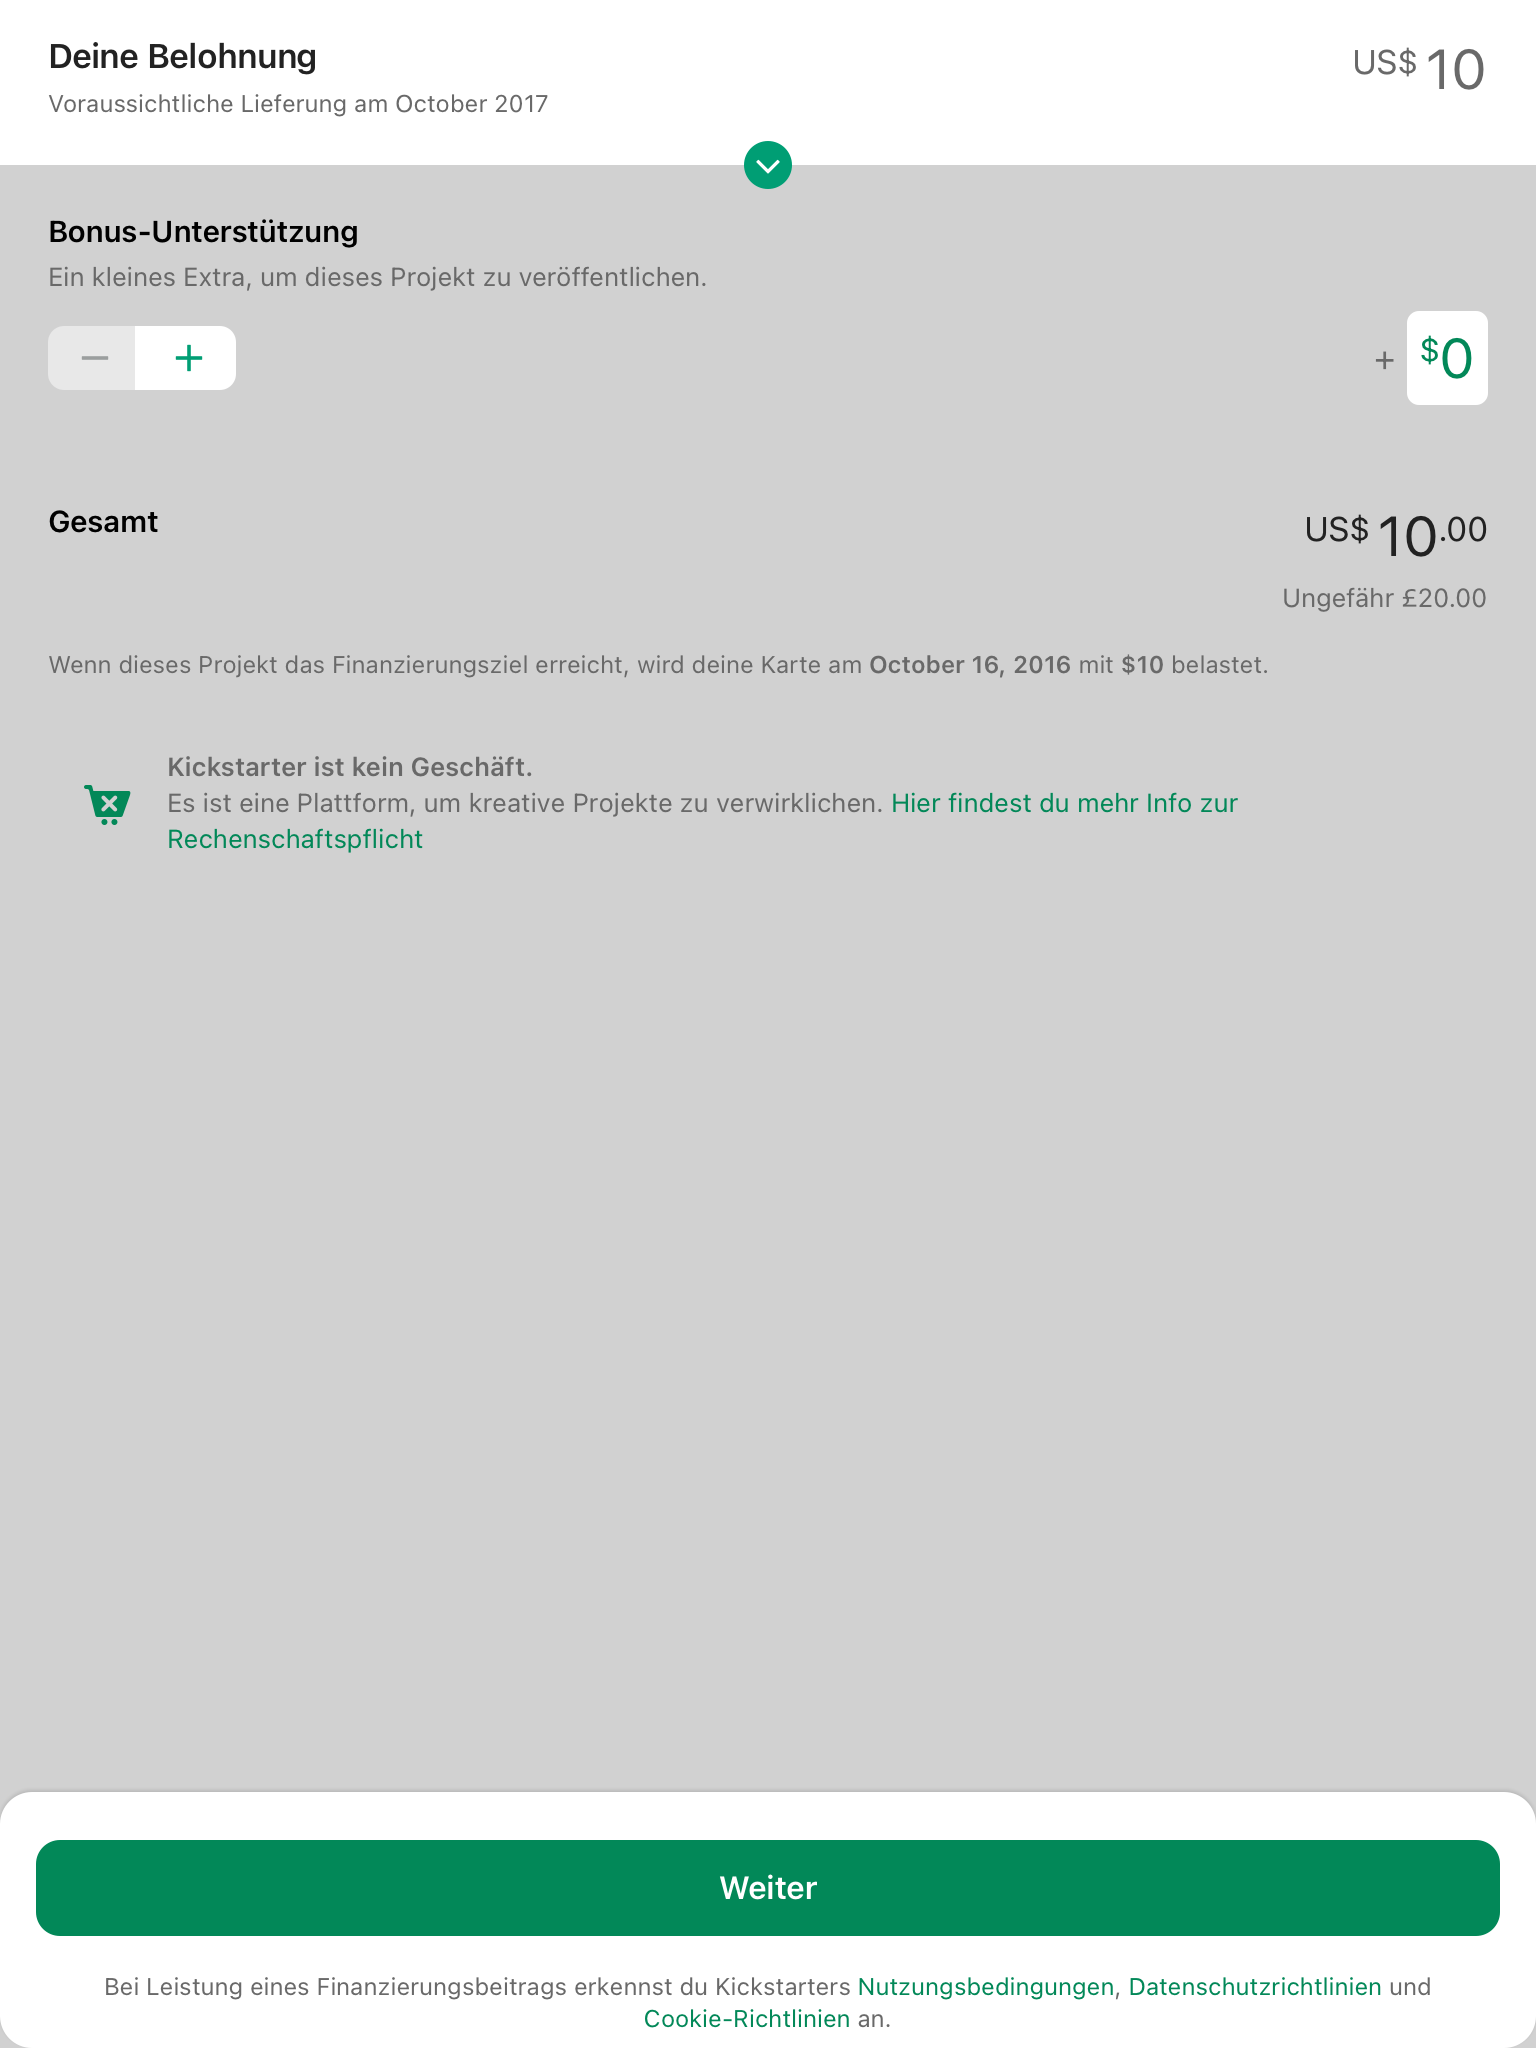 Deine Belohnung
US$ 10
Voraussichtliche Lieferung am October 2017
Bonus-Unterstützung
Ein kleines Extra, um dieses Projekt zu veröffentlichen.
− +
+ $0
Gesamt
US$ 10.00
Ungefähr £20.00
Wenn dieses Projekt das Finanzierungsziel erreicht, wird deine Karte am October 16, 2016 mit $10 belastet.
Kickstarter ist kein Geschäft.
Es ist eine Plattform, um kreative Projekte zu verwirklichen. Hier findest du mehr Info zur
Rechenschaftspflicht
Weiter
Bei Leistung eines Finanzierungsbeitrags erkennst du Kickstarters Nutzungsbedingungen, Datenschutzrichtlinien und
Cookie-Richtlinien an.